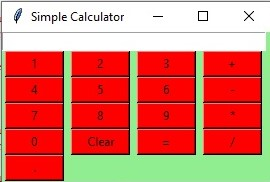 Simple Calculator
1 2 3 +
4 5 6 -
7 8 9 *
0 Clear = /
.